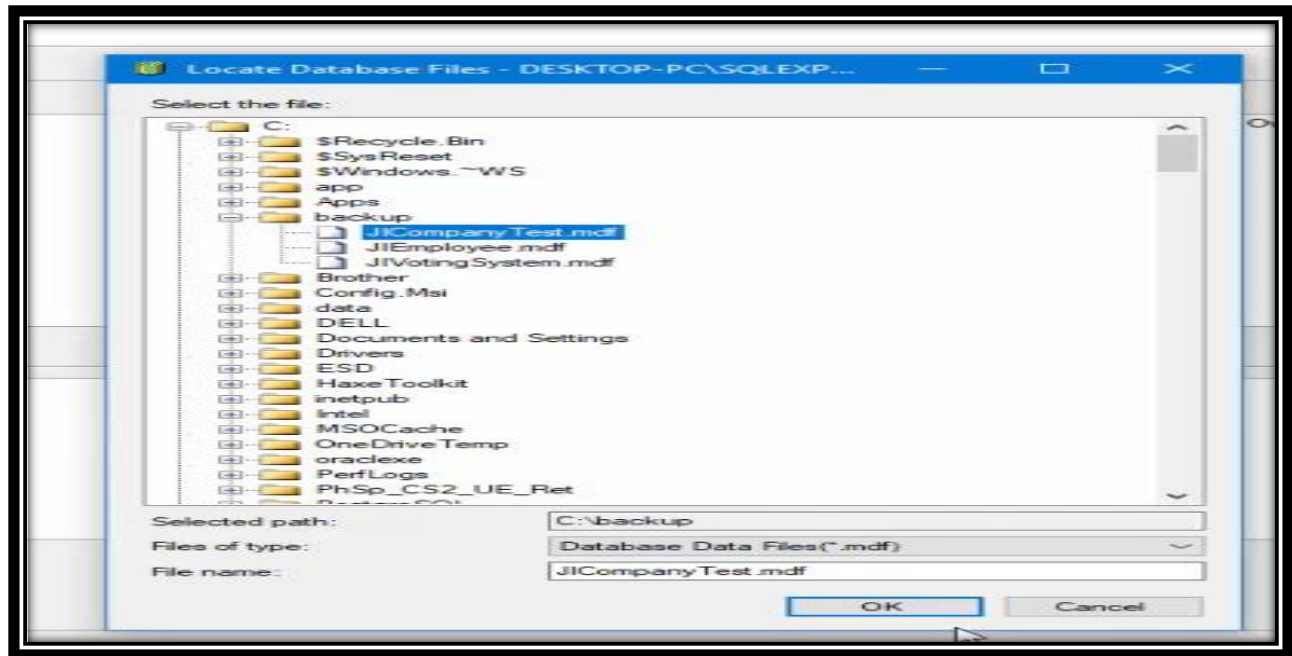 Locate Database Files - DESKTOP-PC\SQLEXP...
Select the file:
C:
$Recycle.Bin
$SysReset
$Windows.~WS
app
Apps
backup
JICompanyTest.mdf
JIEmployee.mdf
JIVotingSystem.mdf
Brother
Config.Msi
data
DELL
Documents and Settings
Drivers
ESD
HaxeToolkit
inetpub
Intel
MSOCache
OneDriveTemp
oraclexe
PerfLogs
PhSp_CS2_UE_Ret
Selected path: C:\backup
Files of type: Database Data Files(*.mdf)
File name: JICompanyTest.mdf
OK Cancel